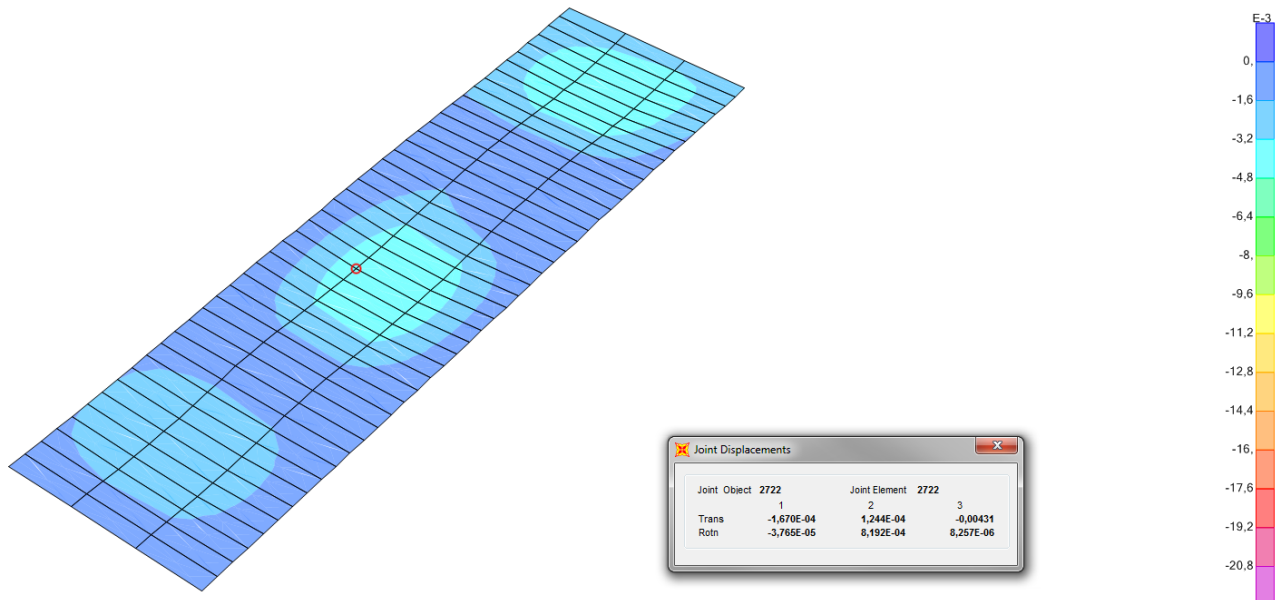 E-3
0,
-1,6
-3,2
-4,8
-6,4
-8,
-9,6
-11,2
-12,8
-14,4
-16,
-17,6
-19,2
-20,8
Joint Displacements
Joint Object 2722 Joint Element 2722
1 2 3
Trans -1,670E-04 1,244E-04 -0,00431
Rotn -3,765E-05 8,192E-04 8,257E-06